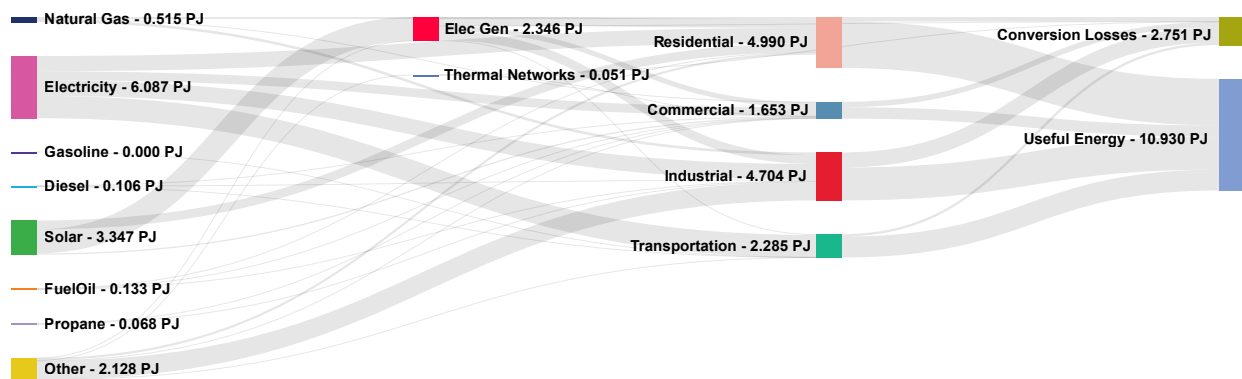 Natural Gas - 0.515 PJ
Electricity - 6.087 PJ
Gasoline - 0.000 PJ
Diesel - 0.106 PJ
Solar - 3.347 PJ
FuelOil - 0.133 PJ
Propane - 0.068 PJ
Other - 2.128 PJ
Elec Gen - 2.346 PJ
Thermal Networks - 0.051 PJ
Residential - 4.990 PJ
Commercial - 1.653 PJ
Industrial - 4.704 PJ
Transportation - 2.285 PJ
Conversion Losses - 2.751 PJ
Useful Energy - 10.930 PJ